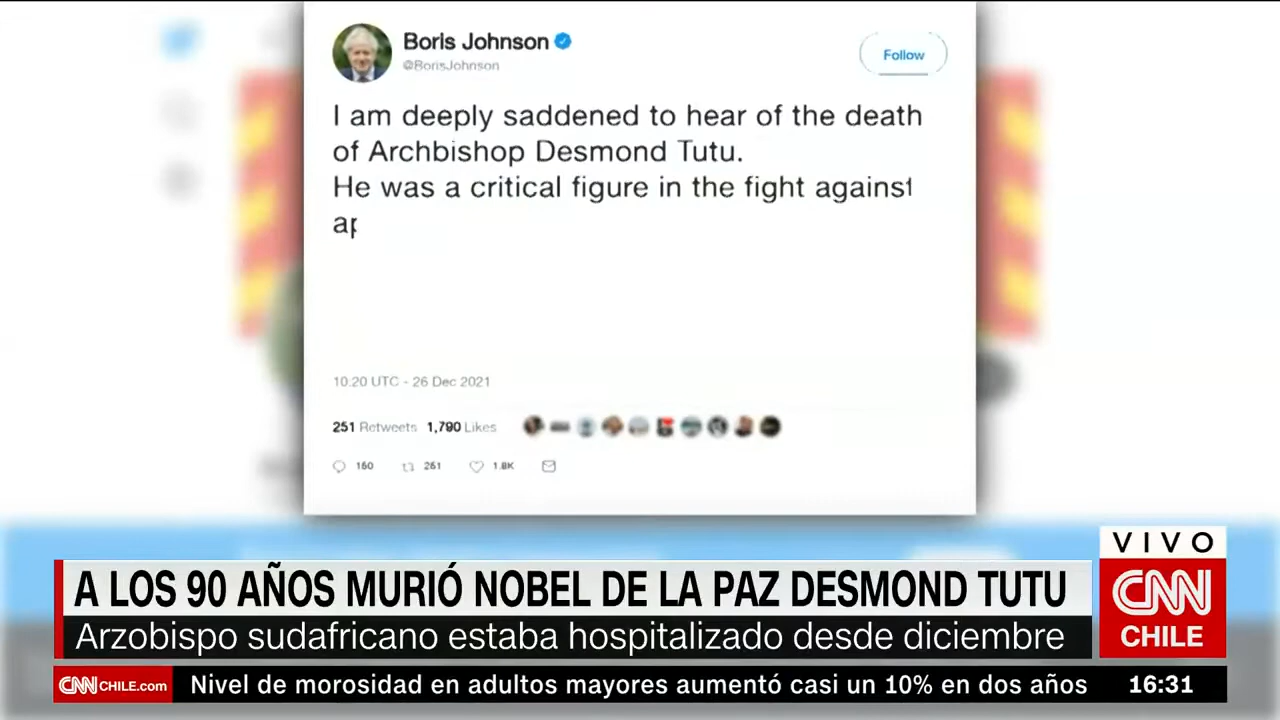 Boris Johnson
@BorisJohnson
Follow
I am deeply saddened to hear of the death
of Archbishop Desmond Tutu.
He was a critical figure in the fight against
ap
10.20 UTC - 26 Dec 2021
251 Retweets 1,790 Likes
160 251 1.8K
VIVO
CNN
CHILE
A LOS 90 AÑOS MURIÓ NOBEL DE LA PAZ DESMOND TUTU
Arzobispo sudafricano estaba hospitalizado desde diciembre
CNNCHILE.com Nivel de morosidad en adultos mayores aumentó casi un 10% en dos años 16:31